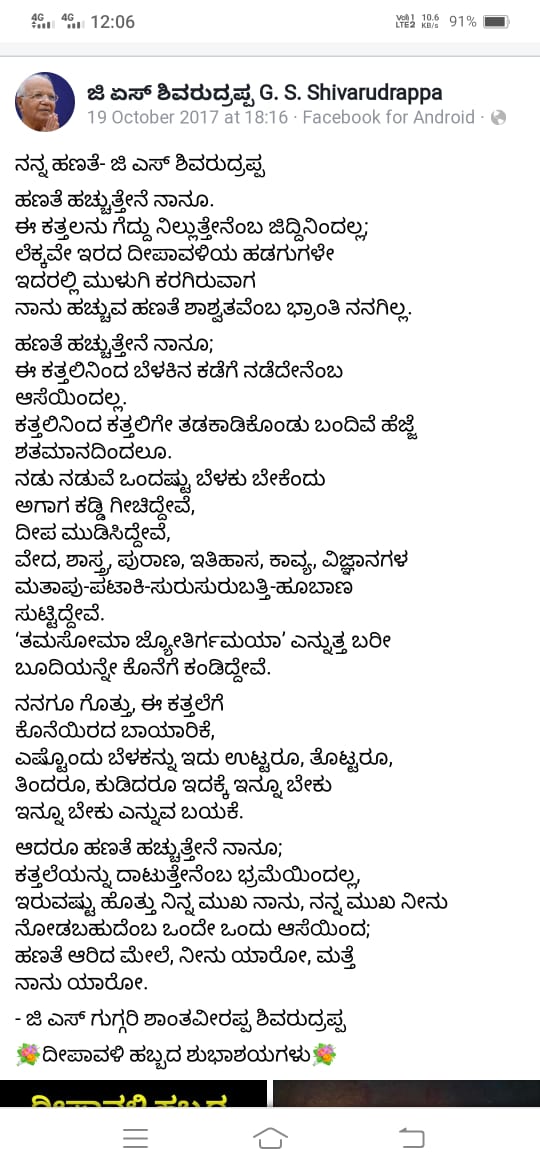 4G 4G 12:06 Vo1 LTE2 10.6 KB/s 91%
ಜಿ ಎಸ್ ಶಿವರುದ್ರಪ್ಪ G. S. Shivarudrappa
19 October 2017 at 18:16 · Facebook for Android ·
ನನ್ನ ಹಣತೆ- ಜಿ ಎಸ್ ಶಿವರುದ್ರಪ್ಪ
ಹಣತೆ ಹಚ್ಚುತ್ತೇನೆ ನಾನೂ.
ಈ ಕತ್ತಲನು ಗೆದ್ದು ನಿಲ್ಲುತ್ತೇನೆಂಬ ಜಿದ್ದಿನಿಂದಲ್ಲ;
ಲೆಕ್ಕವೇ ಇರದ ದೀಪಾವಳಿಯ ಹಡಗುಗಳೇ
ಇದರಲ್ಲಿ ಮುಳುಗಿ ಕರಗಿರುವಾಗ
ನಾನು ಹಚ್ಚುವ ಹಣತೆ ಶಾಶ್ವತವೆಂಬ ಭ್ರಾಂತಿ ನನಗಿಲ್ಲ.
ಹಣತೆ ಹಚ್ಚುತ್ತೇನೆ ನಾನೂ;
ಈ ಕತ್ತಲಿನಿಂದ ಬೆಳಕಿನ ಕಡೆಗೆ ನಡೆದೇನೆಂಬ
ಆಸೆಯಿಂದಲ್ಲ.
ಕತ್ತಲಿನಿಂದ ಕತ್ತಲಿಗೇ ತಡಕಾಡಿಕೊಂಡು ಬಂದಿವೆ ಹೆಜ್ಜೆ
ಶತಮಾನದಿಂದಲೂ.
ನಡು ನಡುವೆ ಒಂದಷ್ಟು ಬೆಳಕು ಬೇಕೆಂದು
ಅಗಾಗ ಕಡ್ಡಿ ಗೀಚಿದ್ದೇವೆ,
ದೀಪ ಮುಡಿಸಿದ್ದೇವೆ,
ವೇದ, ಶಾಸ್ತ್ರ, ಪುರಾಣ, ಇತಿಹಾಸ, ಕಾವ್ಯ, ವಿಜ್ಞಾನಗಳ
ಮತಾಪು-ಪಟಾಕಿ-ಸುರುಸುರುಬತ್ತಿ-ಹೂಬಾಣ
ಸುಟ್ಟಿದ್ದೇವೆ.
‘ತಮಸೋಮಾ ಜ್ಯೋತಿರ್ಗಮಯಾ’ ಎನ್ನುತ್ತ ಬರೀ
ಬೂದಿಯನ್ನೇ ಕೊನೆಗೆ ಕಂಡಿದ್ದೇವೆ.
ನನಗೂ ಗೊತ್ತು, ಈ ಕತ್ತಲೆಗೆ
ಕೊನೆಯಿರದ ಬಾಯಾರಿಕೆ,
ಎಷ್ಟೊಂದು ಬೆಳಕನ್ನು ಇದು ಉಟ್ಟರೂ, ತೊಟ್ಟರೂ,
ತಿಂದರೂ, ಕುಡಿದರೂ ಇದಕ್ಕೆ ಇನ್ನೂ ಬೇಕು
ಇನ್ನೂ ಬೇಕು ಎನ್ನುವ ಬಯಕೆ.
ಆದರೂ ಹಣತೆ ಹಚ್ಚುತ್ತೇನೆ ನಾನೂ;
ಕತ್ತಲೆಯನ್ನು ದಾಟುತ್ತೇನೆಂಬ ಭ್ರಮೆಯಿಂದಲ್ಲ,
ಇರುವಷ್ಟು ಹೊತ್ತು ನಿನ್ನ ಮುಖ ನಾನು, ನನ್ನ ಮುಖ ನೀನು
ನೋಡಬಹುದೆಂಬ ಒಂದೇ ಒಂದು ಆಸೆಯಿಂದ;
ಹಣತೆ ಆರಿದ ಮೇಲೆ, ನೀನು ಯಾರೋ, ಮತ್ತೆ
ನಾನು ಯಾರೋ.
- ಜಿ ಎಸ್ ಗುಗ್ಗರಿ ಶಾಂತವೀರಪ್ಪ ಶಿವರುದ್ರಪ್ಪ
💐ದೀಪಾವಳಿ ಹಬ್ಬದ ಶುಭಾಶಯಗಳು💐